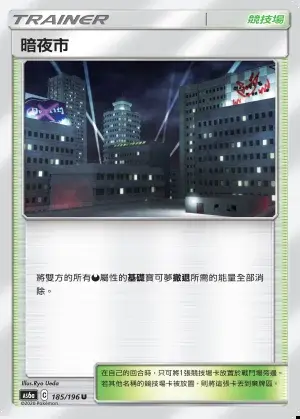 TRAINER
競技場
暗夜市
將雙方的所有屬性的基礎寶可夢撤退所需的能量全部消
除。
Illus.Ryo Ueda
AS6a C 185/196 U
在自己的回合時,只可將1張競技場卡放置於戰鬥場旁邊。
若其他名稱的競技場卡被放置,則將這張卡丟到棄牌區。